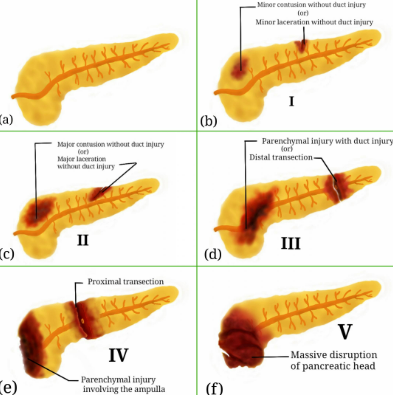 (a)
Minor contusion without duct injury
(or)
Minor laceration without duct injury
I
(b)
Major contusion without duct injury
(or)
Major laceration
without duct injury
II
(c)
Parenchymal injury with duct injury
(or)
Distal transection
III
(d)
Proximal transection
IV
Parenchymal injury
involving the ampulla
(e)
V
Massive disruption
of pancreatic head
(f)